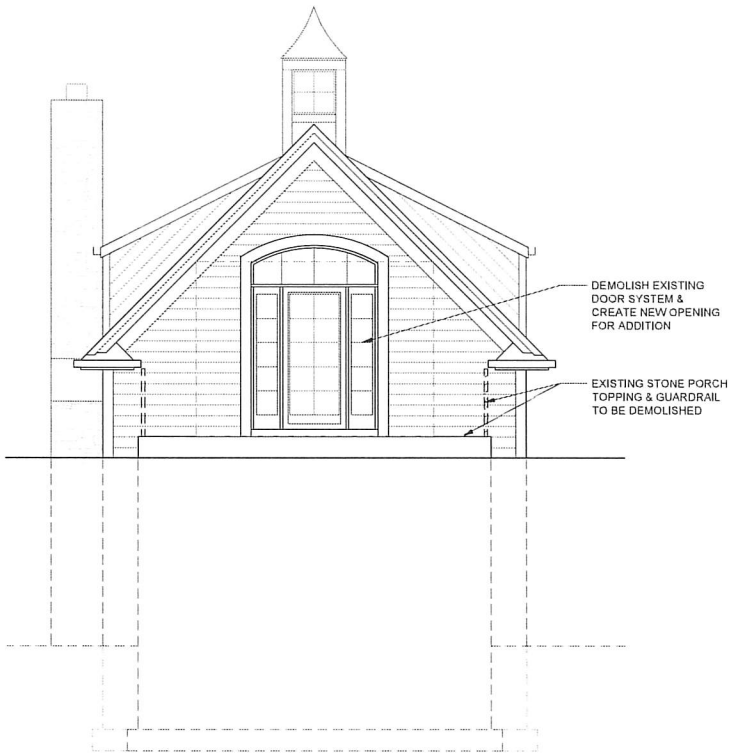 DEMOLISH EXISTING
DOOR SYSTEM &
CREATE NEW OPENING
FOR ADDITION
EXISTING STONE PORCH
TOPPING & GUARDRAIL
TO BE DEMOLISHED